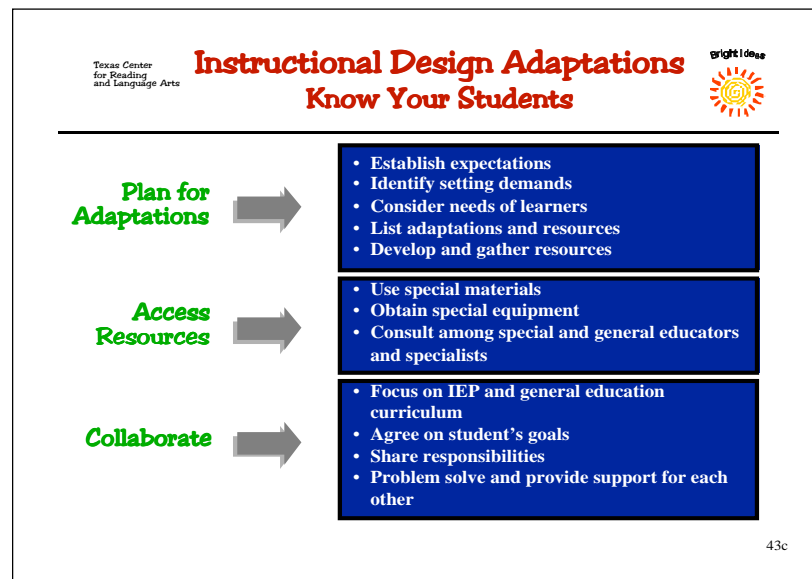 Texas Center
for Reading
and Language Arts
Instructional Design Adaptations
Know Your Students
Bright Ideas
Plan for
Adaptations
• Establish expectations
• Identify setting demands
• Consider needs of learners
• List adaptations and resources
• Develop and gather resources
Access
Resources
• Use special materials
• Obtain special equipment
• Consult among special and general educators
and specialists
Collaborate
• Focus on IEP and general education
curriculum
• Agree on student's goals
• Share responsibilities
• Problem solve and provide support for each
other
43c